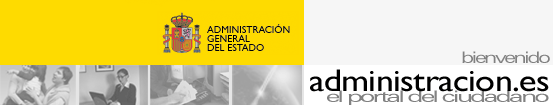 ADMINISTRACIÓN
GENERAL
DEL ESTADO
bienvenido
administracion.es
el portal del ciudadano